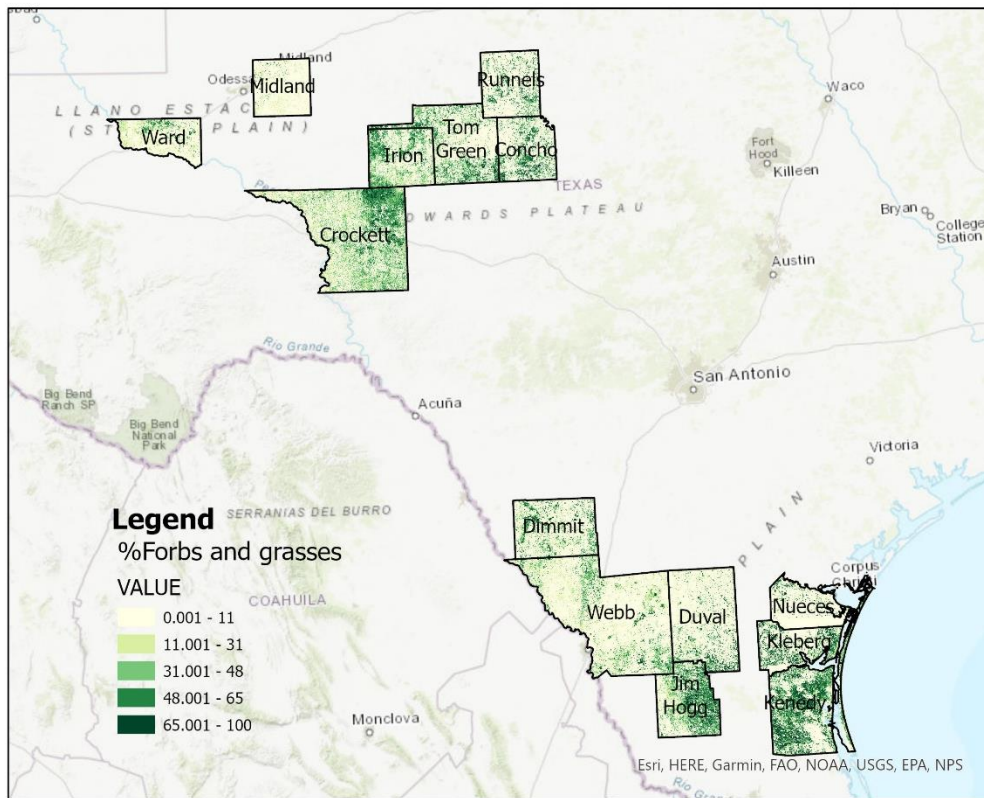 Midland
Odess
Midland
LLANO ESTAC
(ST PLAIN)
Ward
Runnels
Tom
Green
Irion
Concho
Waco
Fort
Hood
Killeen
TEXAS
DWARDS PLATEAU
Crockett
Bryan
College
Station
Austin
Rio Grande
San Antonio
Big Bend
Ranch SP
Big Bend
National
Park
Acuña
Victoria
Legend
%Forbs and grasses
VALUE
0.001 - 11
11.001 - 31
31.001 - 48
48.001 - 65
65.001 - 100
SERRANIAS DEL BURRO
COAHUILA
Monclova
Dimmit
Webb
Duval
PLAIN
Corpus
Nueces
Kleberg
Jim
Hogg
Kenedy
Esri, HERE, Garmin, FAO, NOAA, USGS, EPA, NPS
Rio